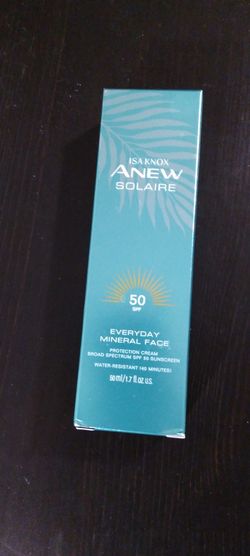 ISA KNOX
ANEW
SOLAIRE
50
SPF
EVERYDAY
MINERAL FACE
PROTECTION CREAM
BROAD SPECTRUM SPF 50 SUNSCREEN
WATER-RESISTANT (40 MINUTES)
50 ml/1.7 fl.oz. U.S.